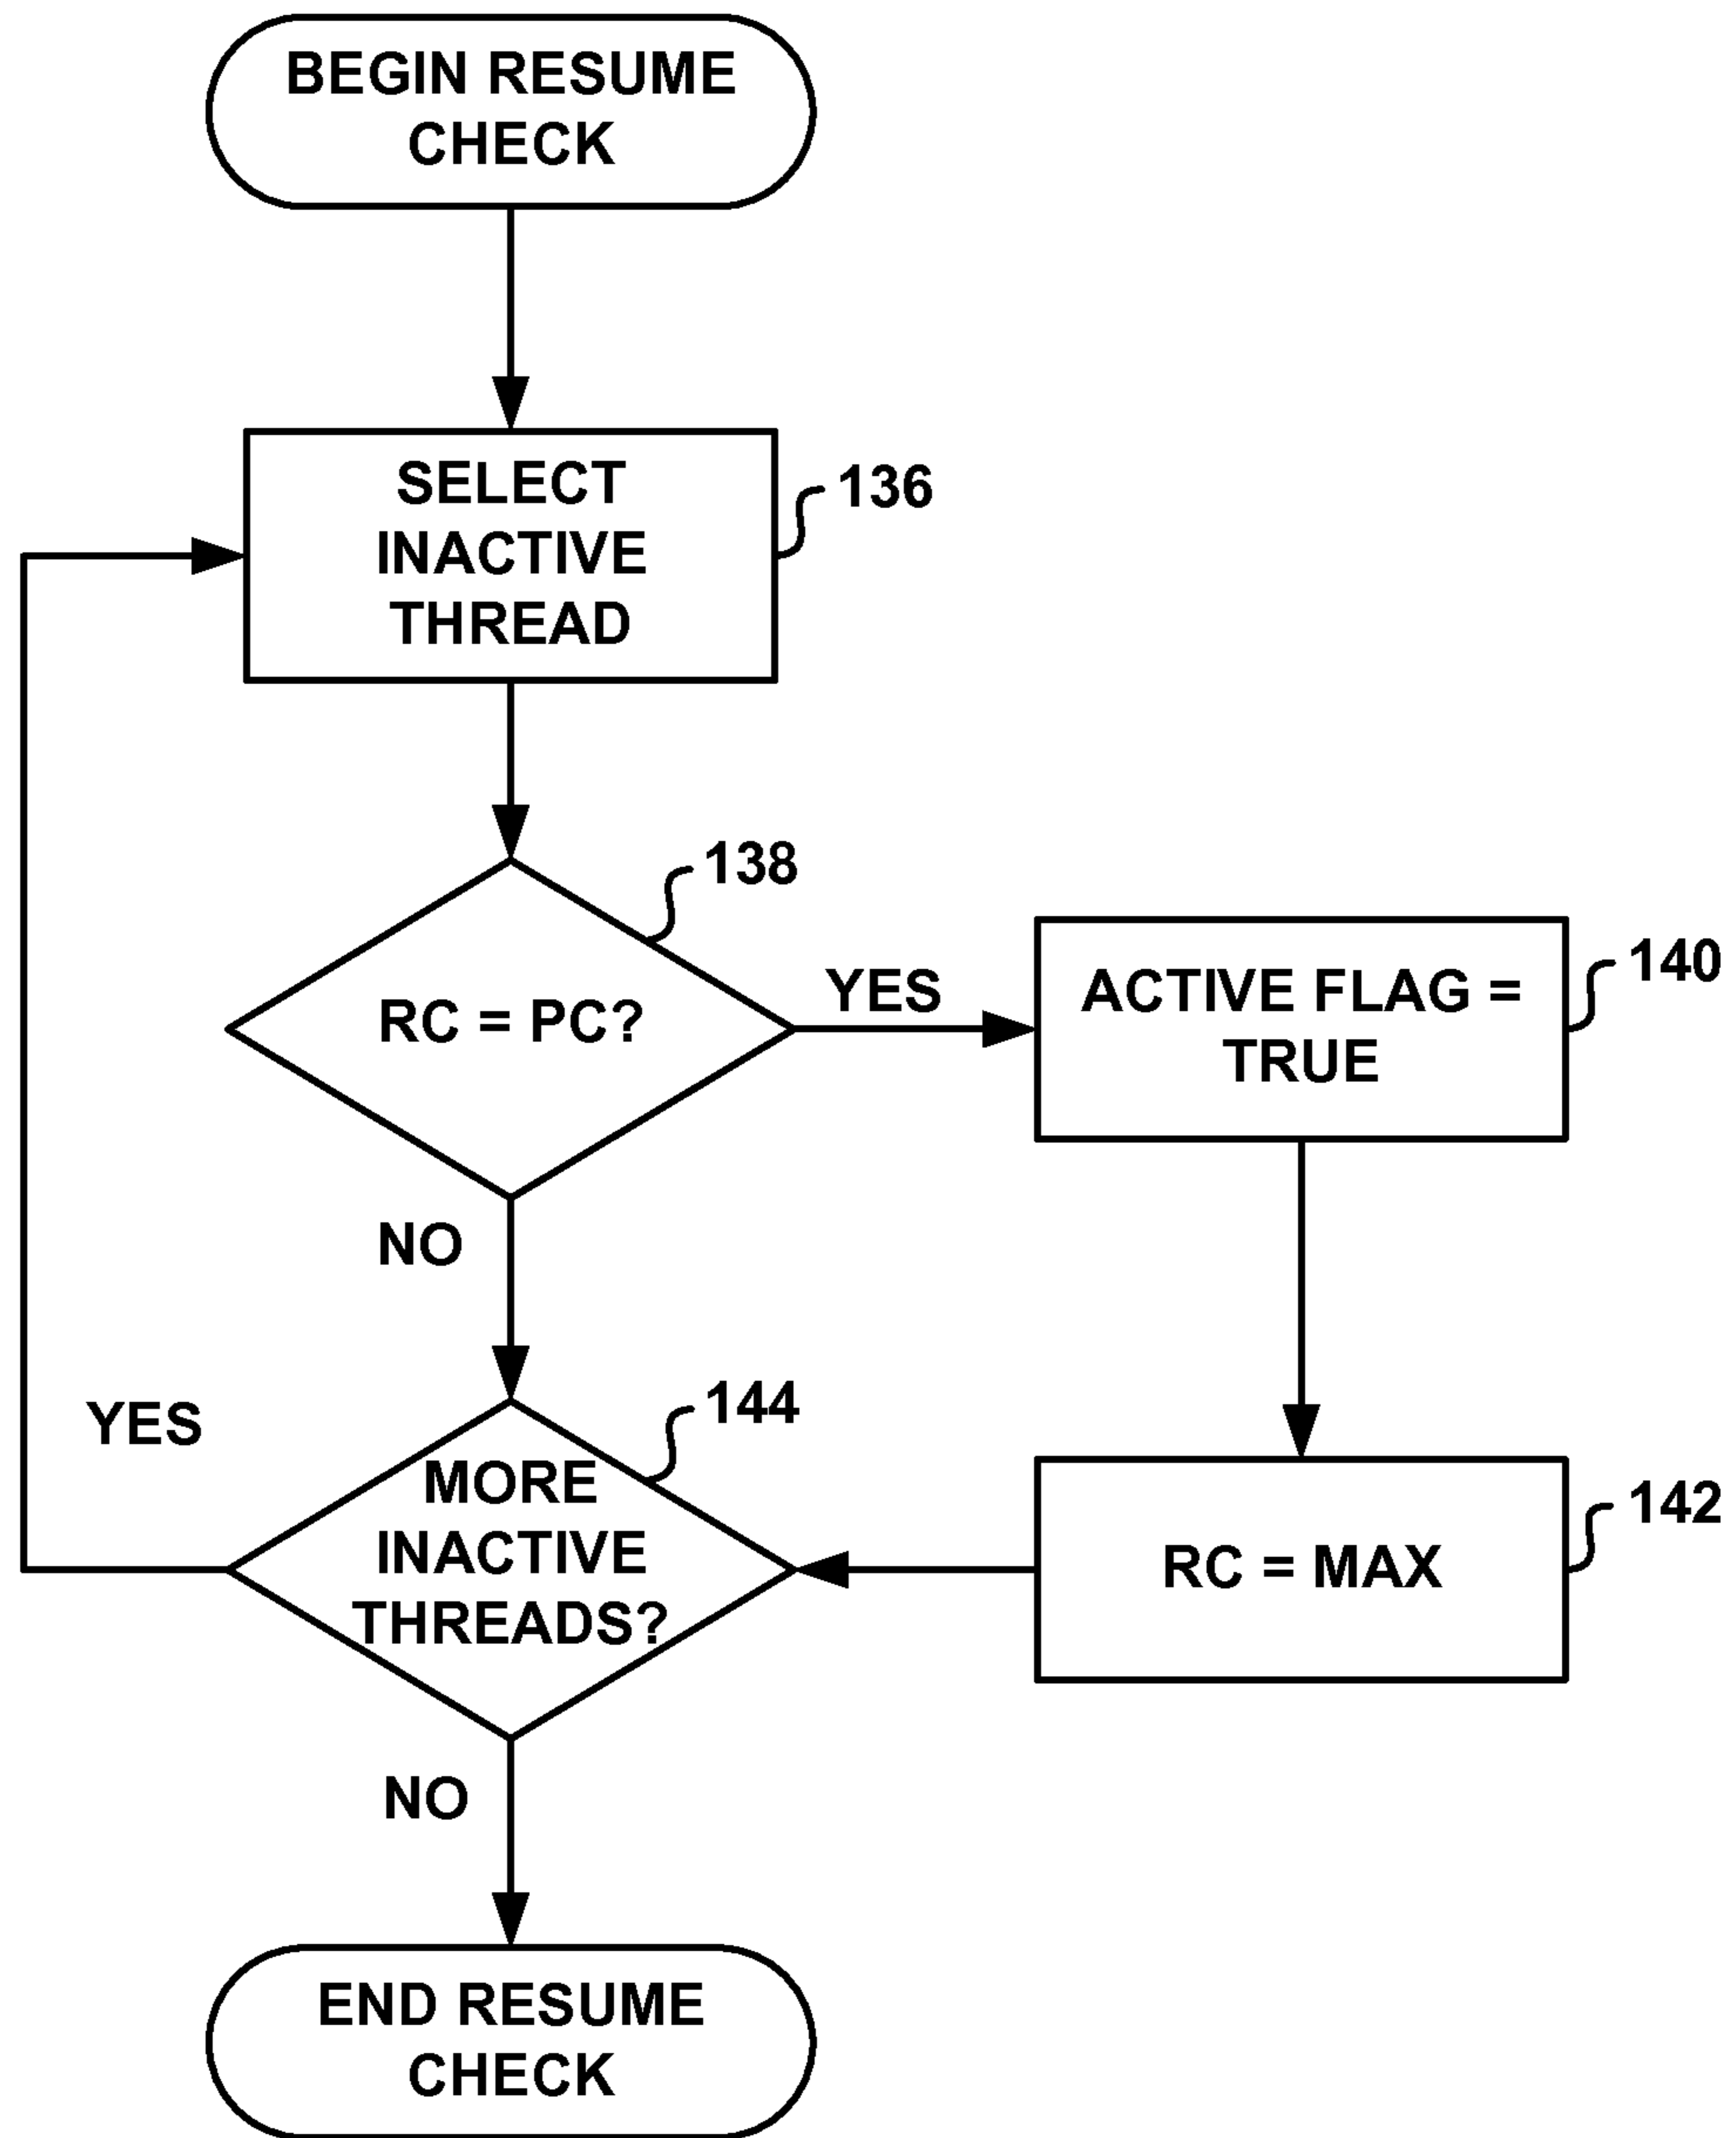 BEGIN RESUME
CHECK
SELECT
INACTIVE
THREAD
136
138
RC = PC?
YES
ACTIVE FLAG =
TRUE
140
NO
144
YES
MORE
INACTIVE
THREADS?
RC = MAX
142
NO
END RESUME
CHECK